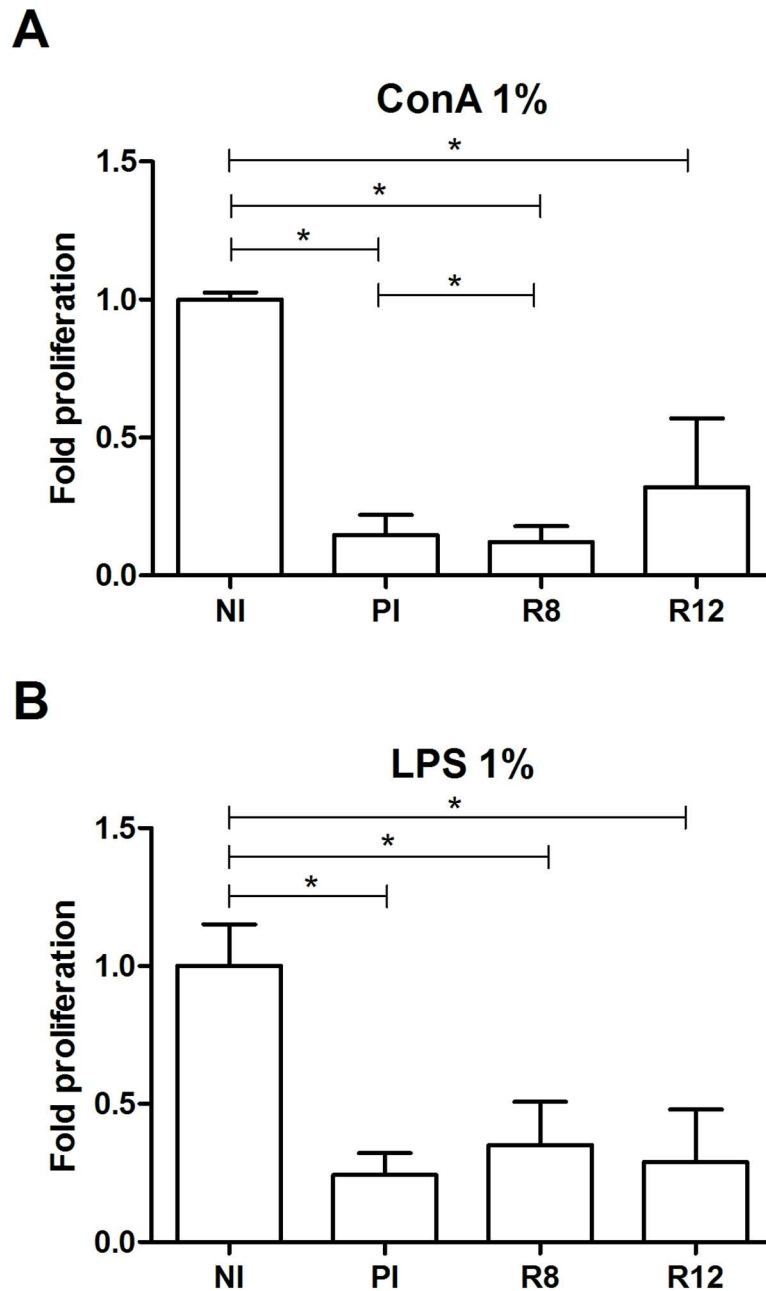 A
ConA 1%
Fold proliferation
1.5
1.0
0.5
0.0
*
*
*
*
NI PI R8 R12
B
LPS 1%
Fold proliferation
1.5
1.0
0.5
0.0
*
*
*
NI PI R8 R12